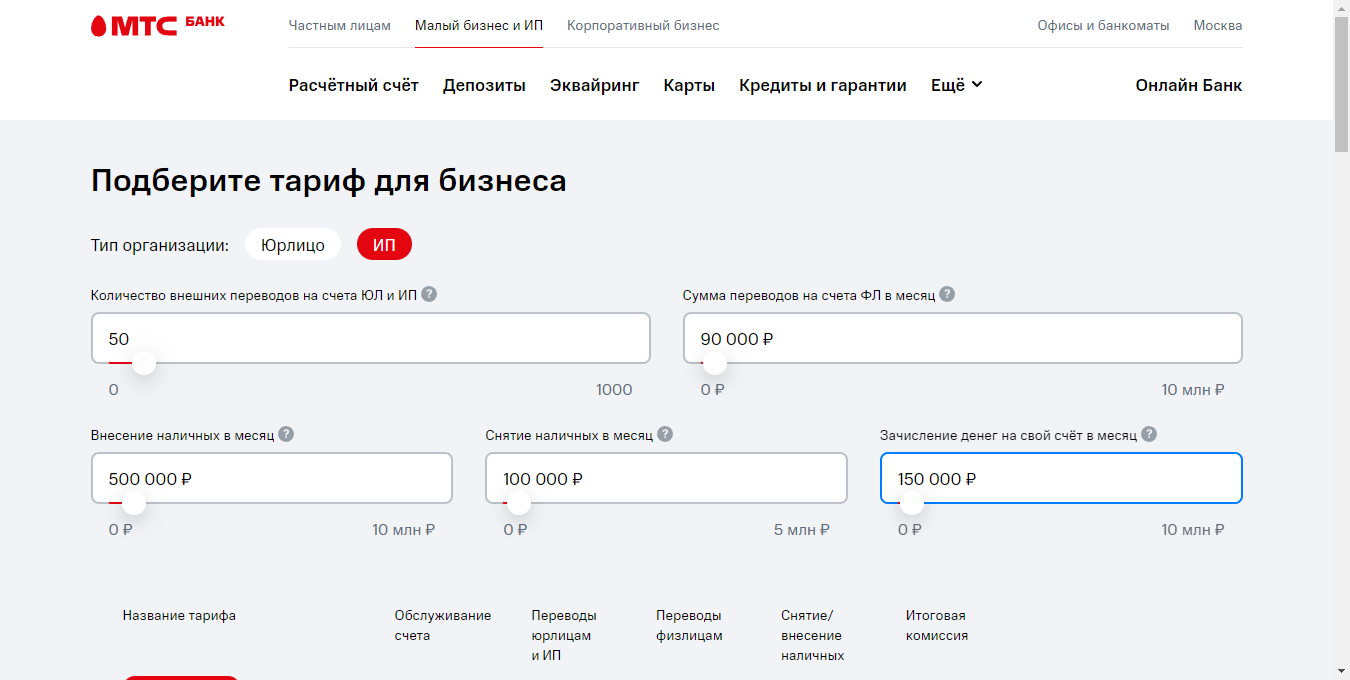 МТС БАНК
Частным лицам Малый бизнес и ИП Корпоративный бизнес Офисы и банкоматы Москва
Расчётный счёт Депозиты Эквайринг Карты Кредиты и гарантии Ещё Онлайн Банк
Подберите тариф для бизнеса
Тип организации: Юрлицо ИП
Количество внешних переводов на счета ЮЛ и ИП ? Сумма переводов на счета ФЛ в месяц ?
50 90 000 ₽
0 1000 0 ₽ 10 млн ₽
Внесение наличных в месяц ? Снятие наличных в месяц ? Зачисление денег на свой счёт в месяц ?
500 000 ₽ 100 000 ₽ 150 000 ₽
0 ₽ 10 млн ₽ 0 ₽ 5 млн ₽ 0 ₽ 10 млн ₽
Название тарифа Обслуживание Переводы Переводы Снятие/ Итоговая
счета юрлицам физлицам внесение комиссия
и ИП наличных